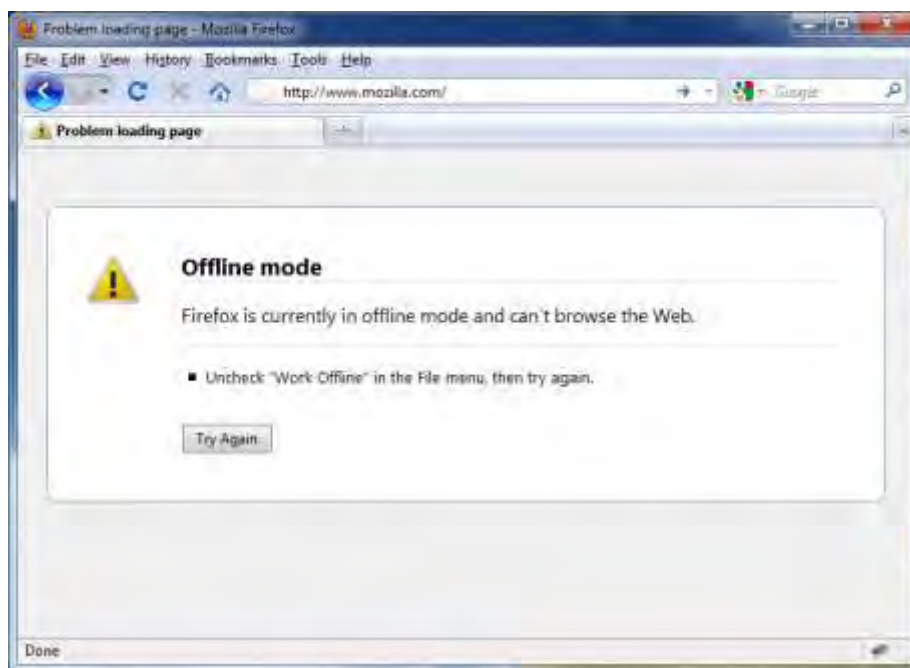 Problem loading page - Mozilla Firefox
File Edit View History Bookmarks Tools Help
http://www.mozilla.com/ Google
Problem loading page
Offline mode
Firefox is currently in offline mode and can't browse the Web.
Uncheck "Work Offline" in the File menu, then try again.
Try Again
Done